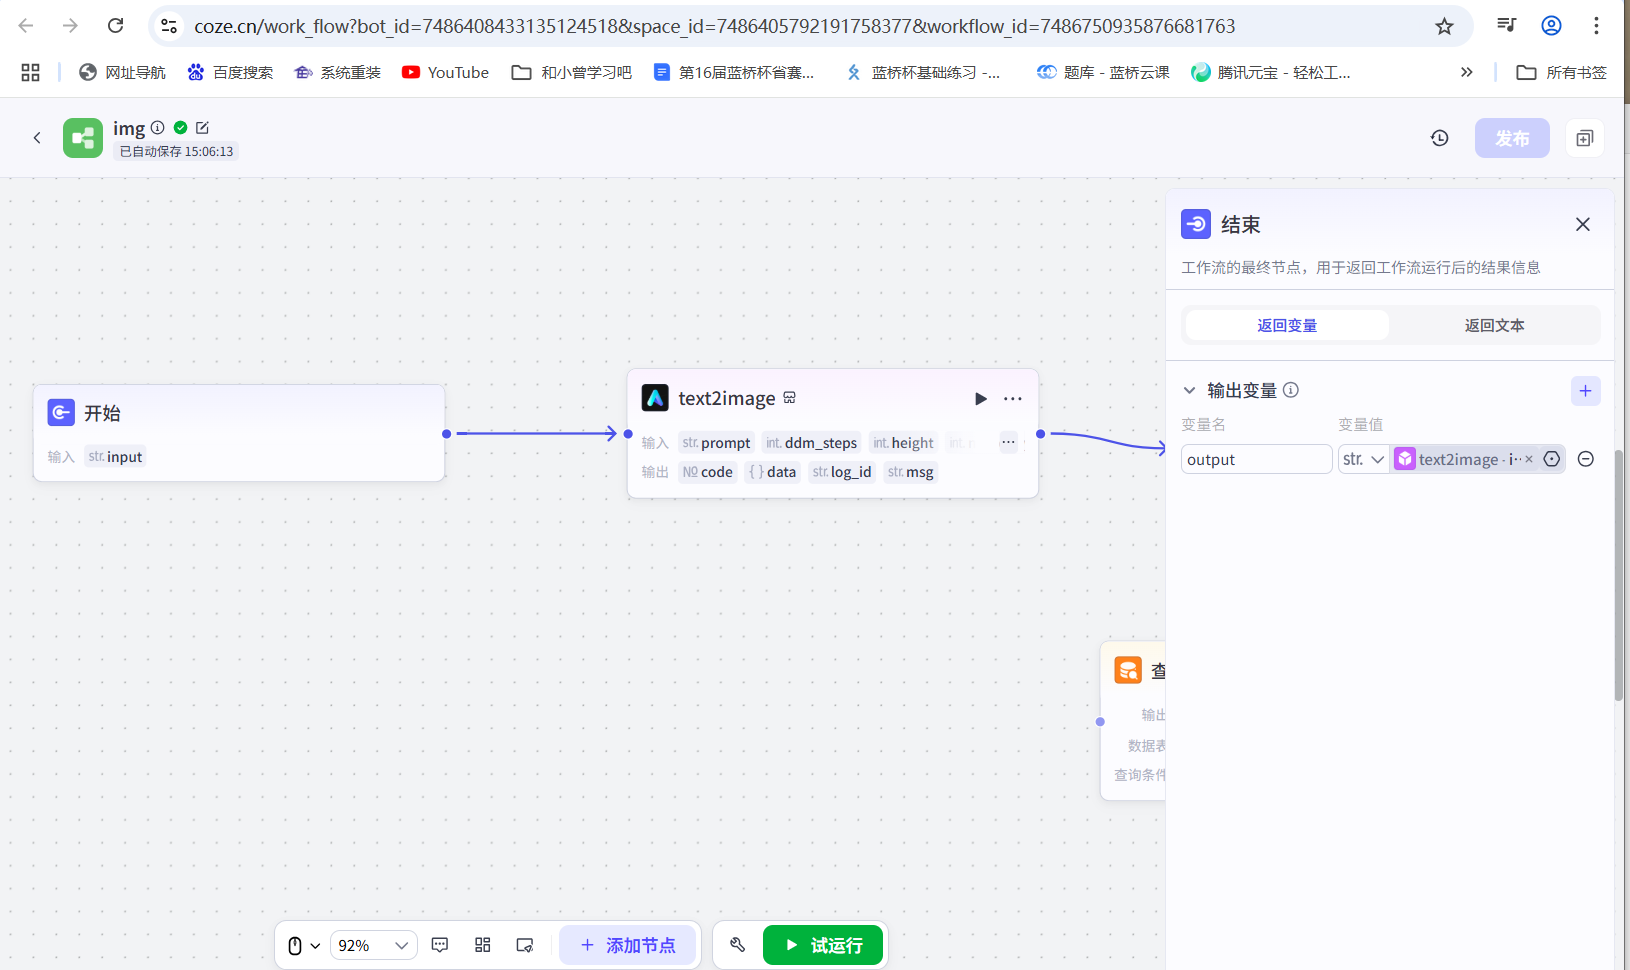 coze.cn/work_flow?bot_id=7486408433135124518&space_id=7486405792191758377&workflow_id=7486750935876681763
网址导航 百度搜索 系统重装 YouTube 和小曾学习吧 第16届蓝桥杯省赛... 蓝桥杯基础练习 -... 题库 - 蓝桥云课 腾讯元宝 - 轻松工... 所有书签
img
已自动保存 15:06:13
发布
开始
输入 str. input
text2image
输入 str. prompt int. ddm_steps int. height int. ...
输出 N0 code {} data str. log_id str. msg
查
输出
数据表
查询条件
结束
工作流的最终节点，用于返回工作流运行后的结果信息
返回变量 返回文本
输出变量
变量名 变量值
output str. text2image · i··
92% 添加节点 试运行